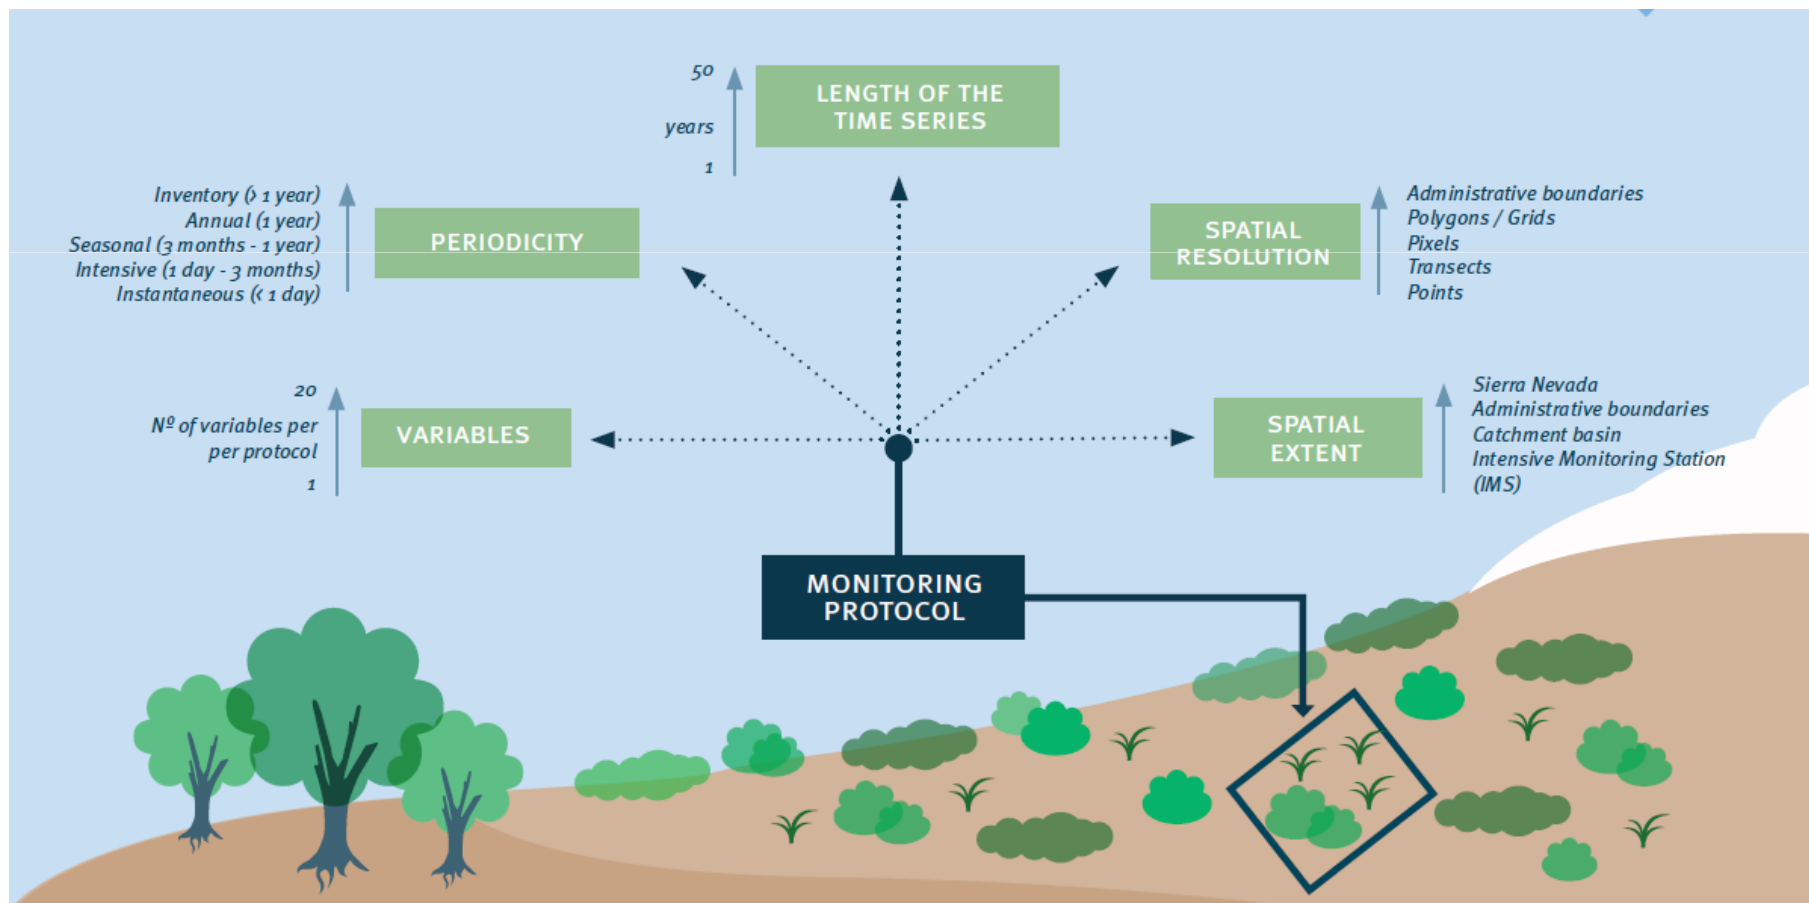 50
years
1
LENGTH OF THE
TIME SERIES
Inventory (> 1 year)
Annual (1 year)
Seasonal (3 months - 1 year)
Intensive (1 day - 3 months)
Instantaneous (< 1 day)
PERIODICITY
SPATIAL
RESOLUTION
Administrative boundaries
Polygons / Grids
Pixels
Transects
Points
20
Nº of variables per
per protocol
1
VARIABLES
SPATIAL
EXTENT
Sierra Nevada
Administrative boundaries
Catchment basin
Intensive Monitoring Station
(IMS)
MONITORING
PROTOCOL